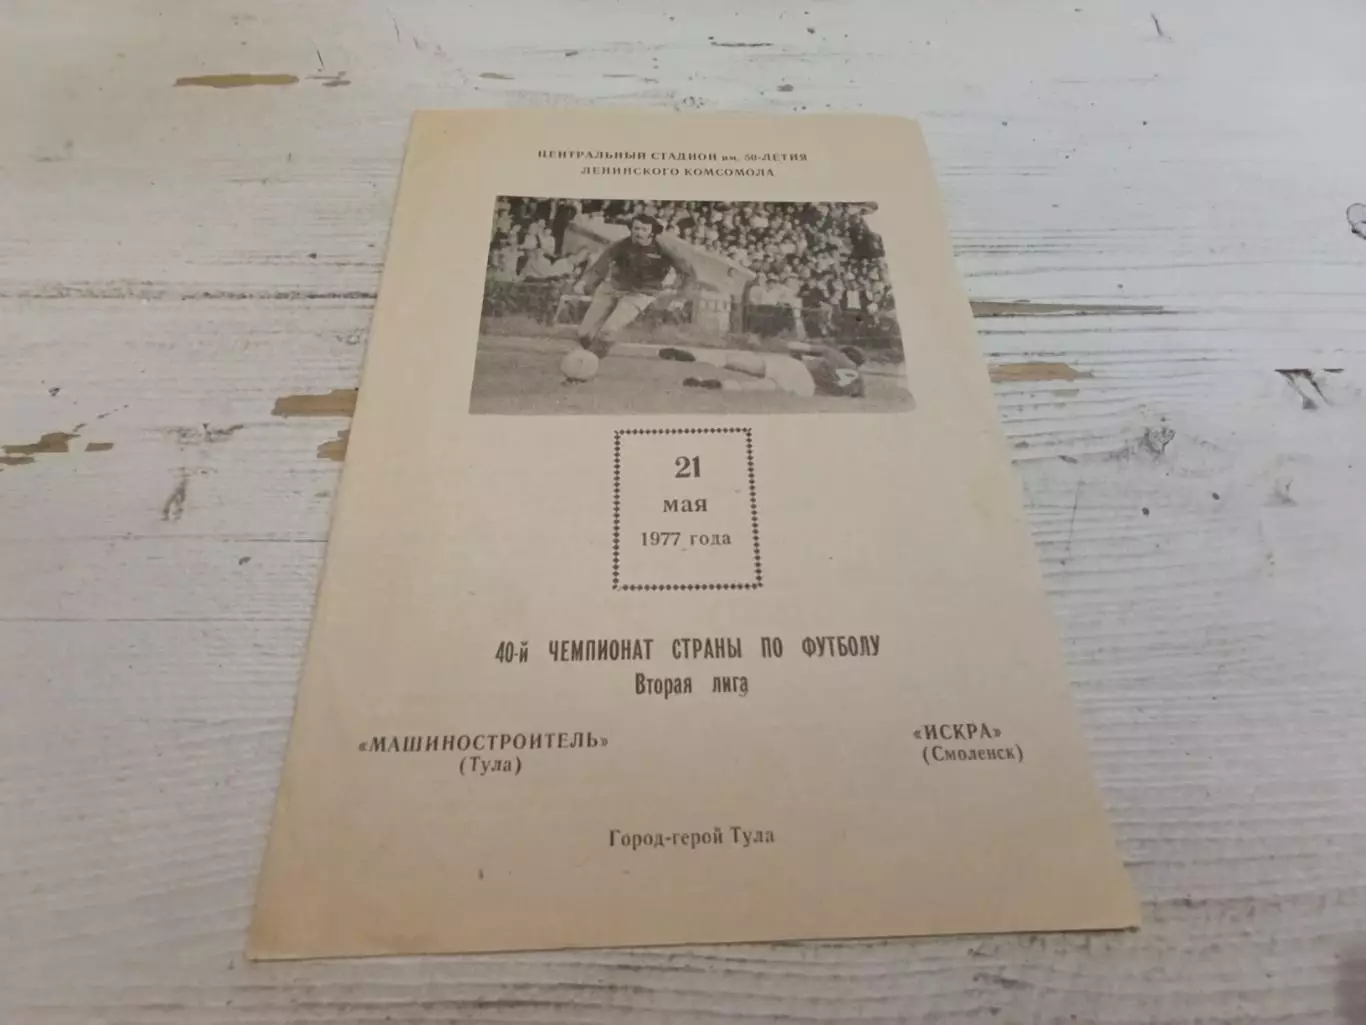 ЦЕНТРАЛЬНЫЙ СТАДИОН им. 50-ЛЕТИЯ
ЛЕНИНСКОГО КОМСОМОЛА
4
21
мая
1977 года
40-й ЧЕМПИОНАТ СТРАНЫ ПО ФУТБОЛУ
Вторая лига
«МАШИНОСТРОИТЕЛЬ»
(Тула)
«ИСКРА»
(Смоленск)
Город-герой Тула